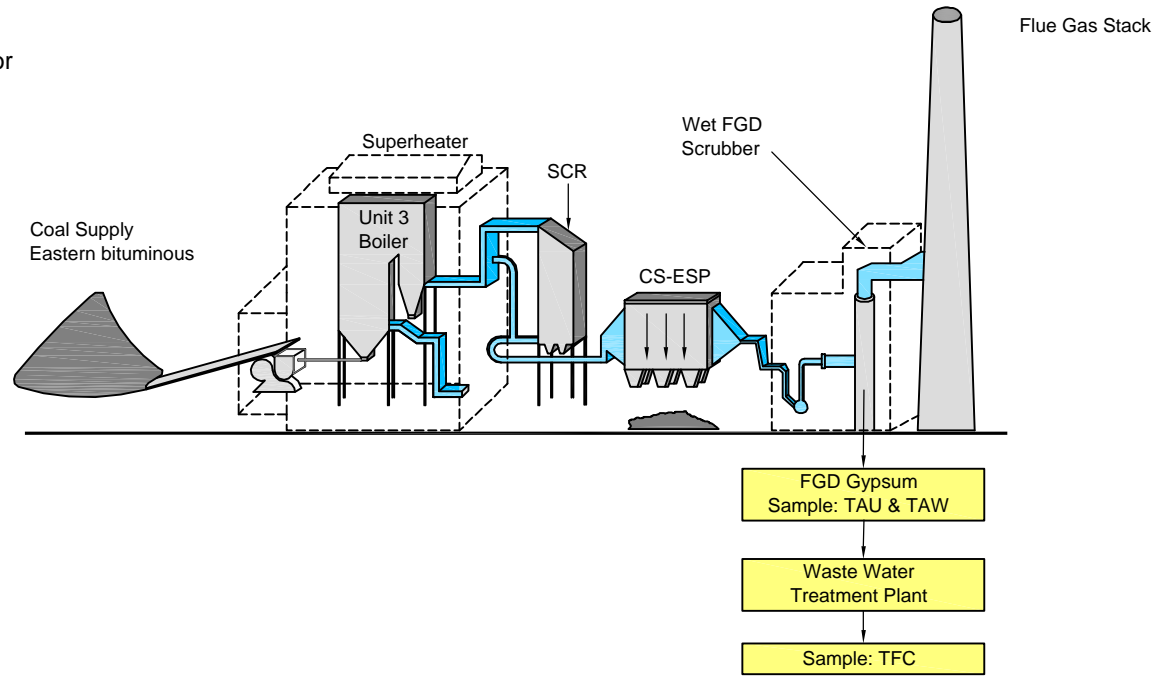 Flue Gas Stack
or
Wet FGD
Scrubber
Superheater
SCR
Unit 3
Boiler
Coal Supply
Eastern bituminous
CS-ESP
FGD Gypsum
Sample: TAU & TAW
Waste Water
Treatment Plant
Sample: TFC